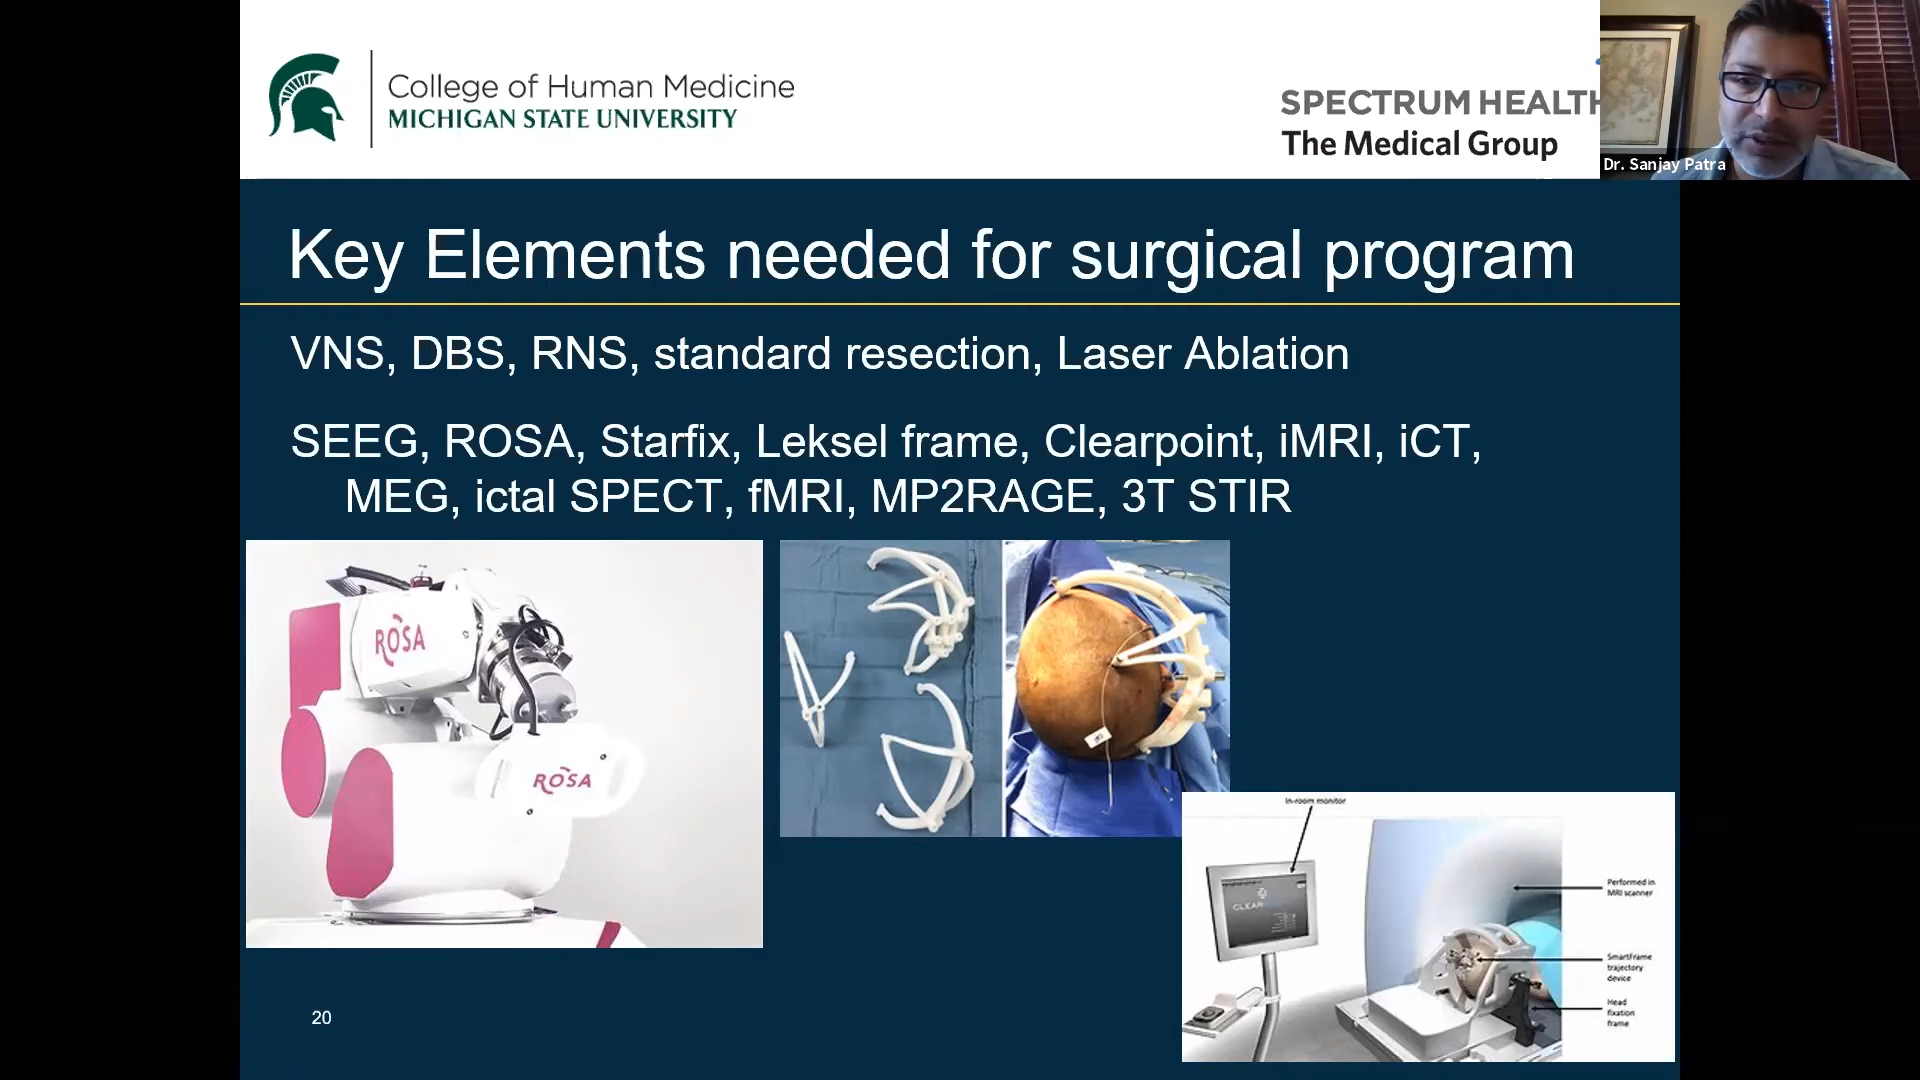 College of Human Medicine
MICHIGAN STATE UNIVERSITY
SPECTRUM HEALTH
The Medical Group
Dr. Sanjay Patra
Key Elements needed for surgical program
VNS, DBS, RNS, standard resection, Laser Ablation
SEEG, ROSA, Starfix, Leksel frame, Clearpoint, iMRI, iCT,
MEG, ictal SPECT, fMRI, MP2RAGE, 3T STIR
ROSA
ROSA
In-room monitor
CLEAR
Performed in
MRI scanner
SmartFrame
trajectory
device
Head
fixation
frame
20